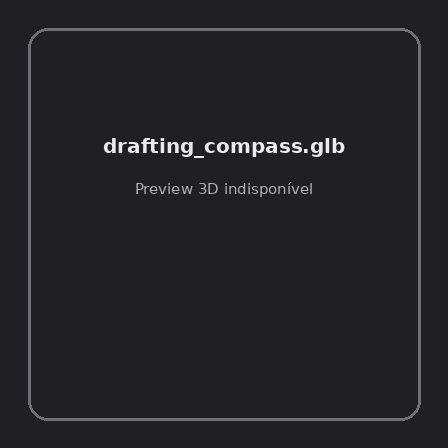 drafting_compass.glb
Preview 3D indisponível